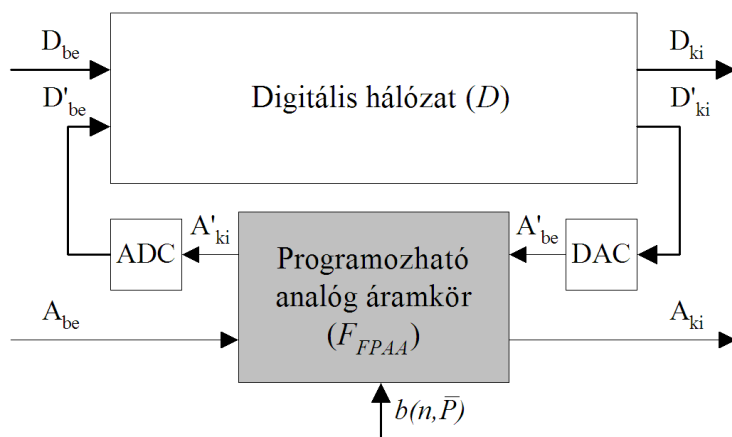 D_be
D_ki
Digitális hálózat (D)
D'_be
D'_ki
ADC
A'_ki
Programozható
analóg áramkör
(F_FPAA)
A'_be
DAC
A_be
A_ki
b(n,P̅)